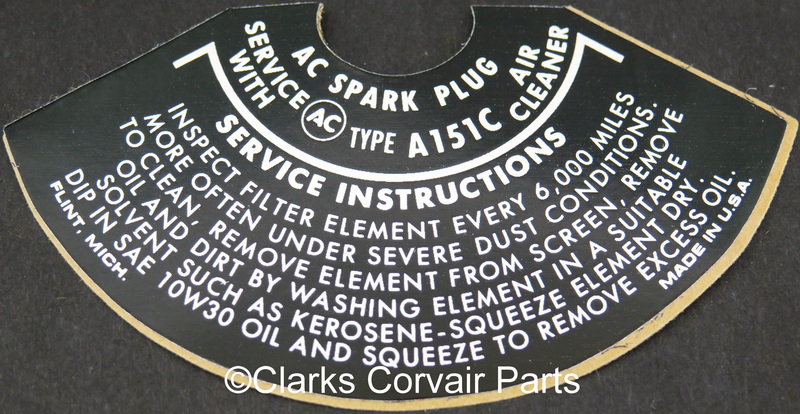 AC SPARK PLUG AIR
SERVICE WITH AC TYPE A151C CLEANER
SERVICE INSTRUCTIONS
INSPECT FILTER ELEMENT EVERY 6,000 MILES
MORE OFTEN UNDER SEVERE DUST CONDITIONS.
TO CLEAN, REMOVE ELEMENT FROM SCREEN, REMOVE
OIL AND DIRT BY WASHING ELEMENT IN A SUITABLE
SOLVENT SUCH AS KEROSENE-SQUEEZE ELEMENT DRY.
DIP IN SAE 10W30 OIL AND SQUEEZE TO REMOVE EXCESS OIL.
FLINT, MICH.
MADE IN U.S.A.
©Clarks Corvair Parts